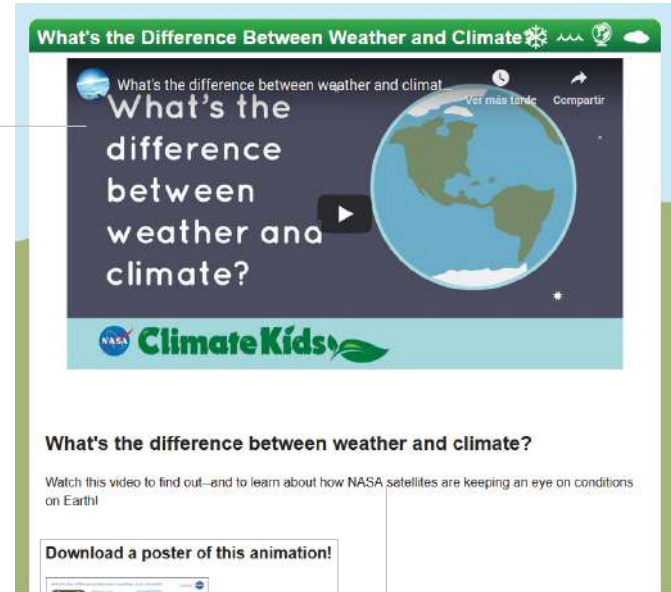 What's the Difference Between Weather and Climate?
What's the difference between weather and climat...
Ver más tarde
Compartir
What's the
difference
between
weather and
climate?
NASA
Climate Kids
What's the difference between weather and climate?
Watch this video to find out--and to learn about how NASA satellites are keeping an eye on conditions
on Earth!
Download a poster of this animation!